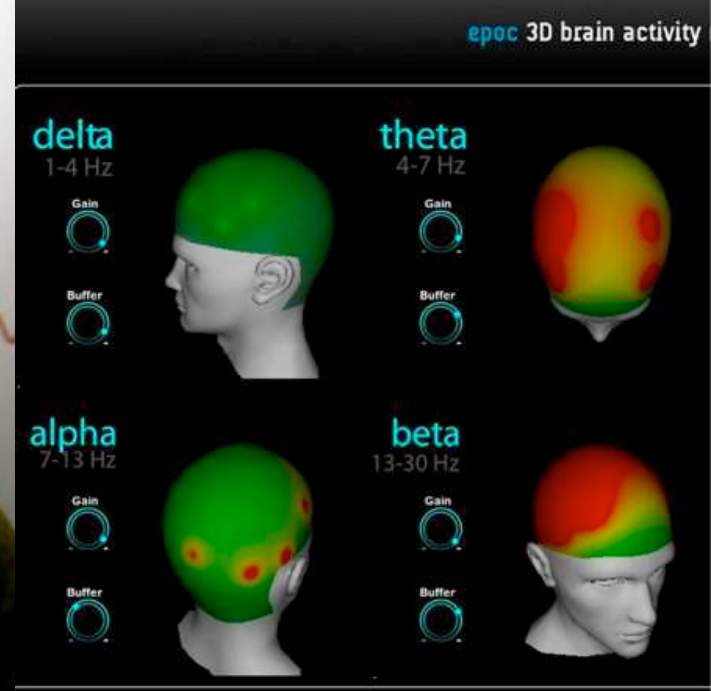 epoc 3D brain activity
delta
1-4 Hz
Gain
Buffer
theta
4-7 Hz
Gain
Buffer
alpha
7-13 Hz
Gain
Buffer
beta
13-30 Hz
Gain
Buffer